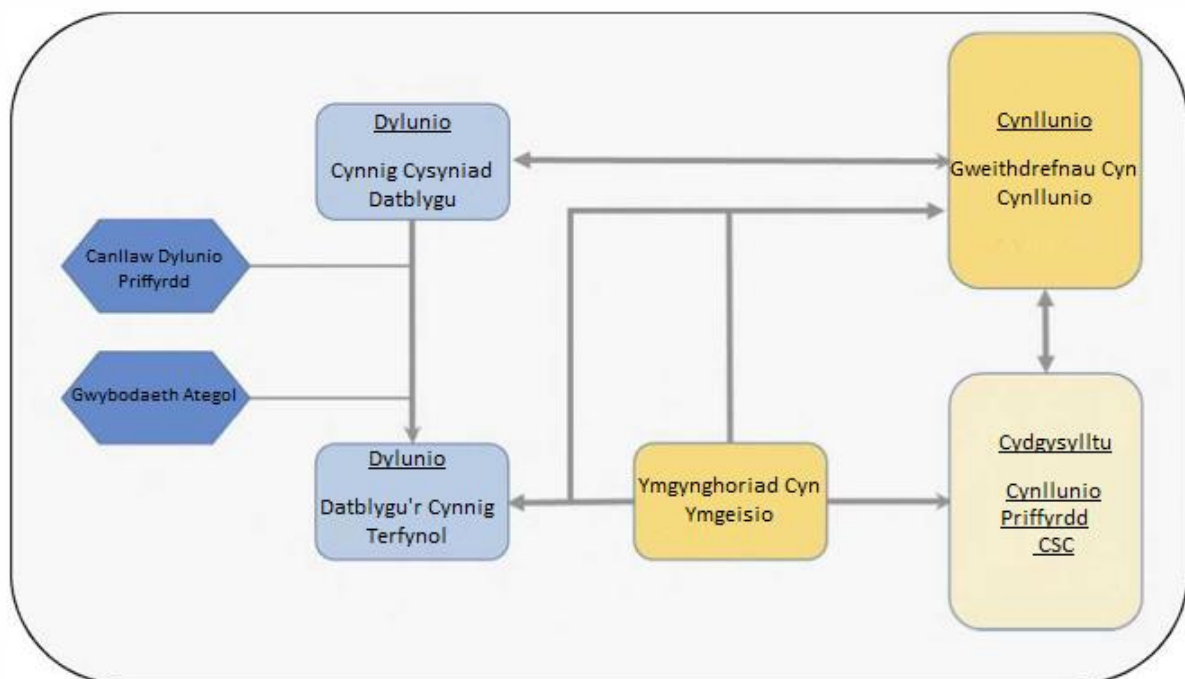 Dylunio
Cynnig Cysyniad
Datblygu
Cynllunio
Gweithdrefnau Cyn
Cynllunio
Canllaw Dylunio
Priffyrdd
Gwybodaeth Ategol
Dylunio
Datblygu'r Cynnig
Terfynol
Ymgynghoriad Cyn
Ymgeisio
Cydgysylltu
Cynllunio
Priffyrdd
CSC